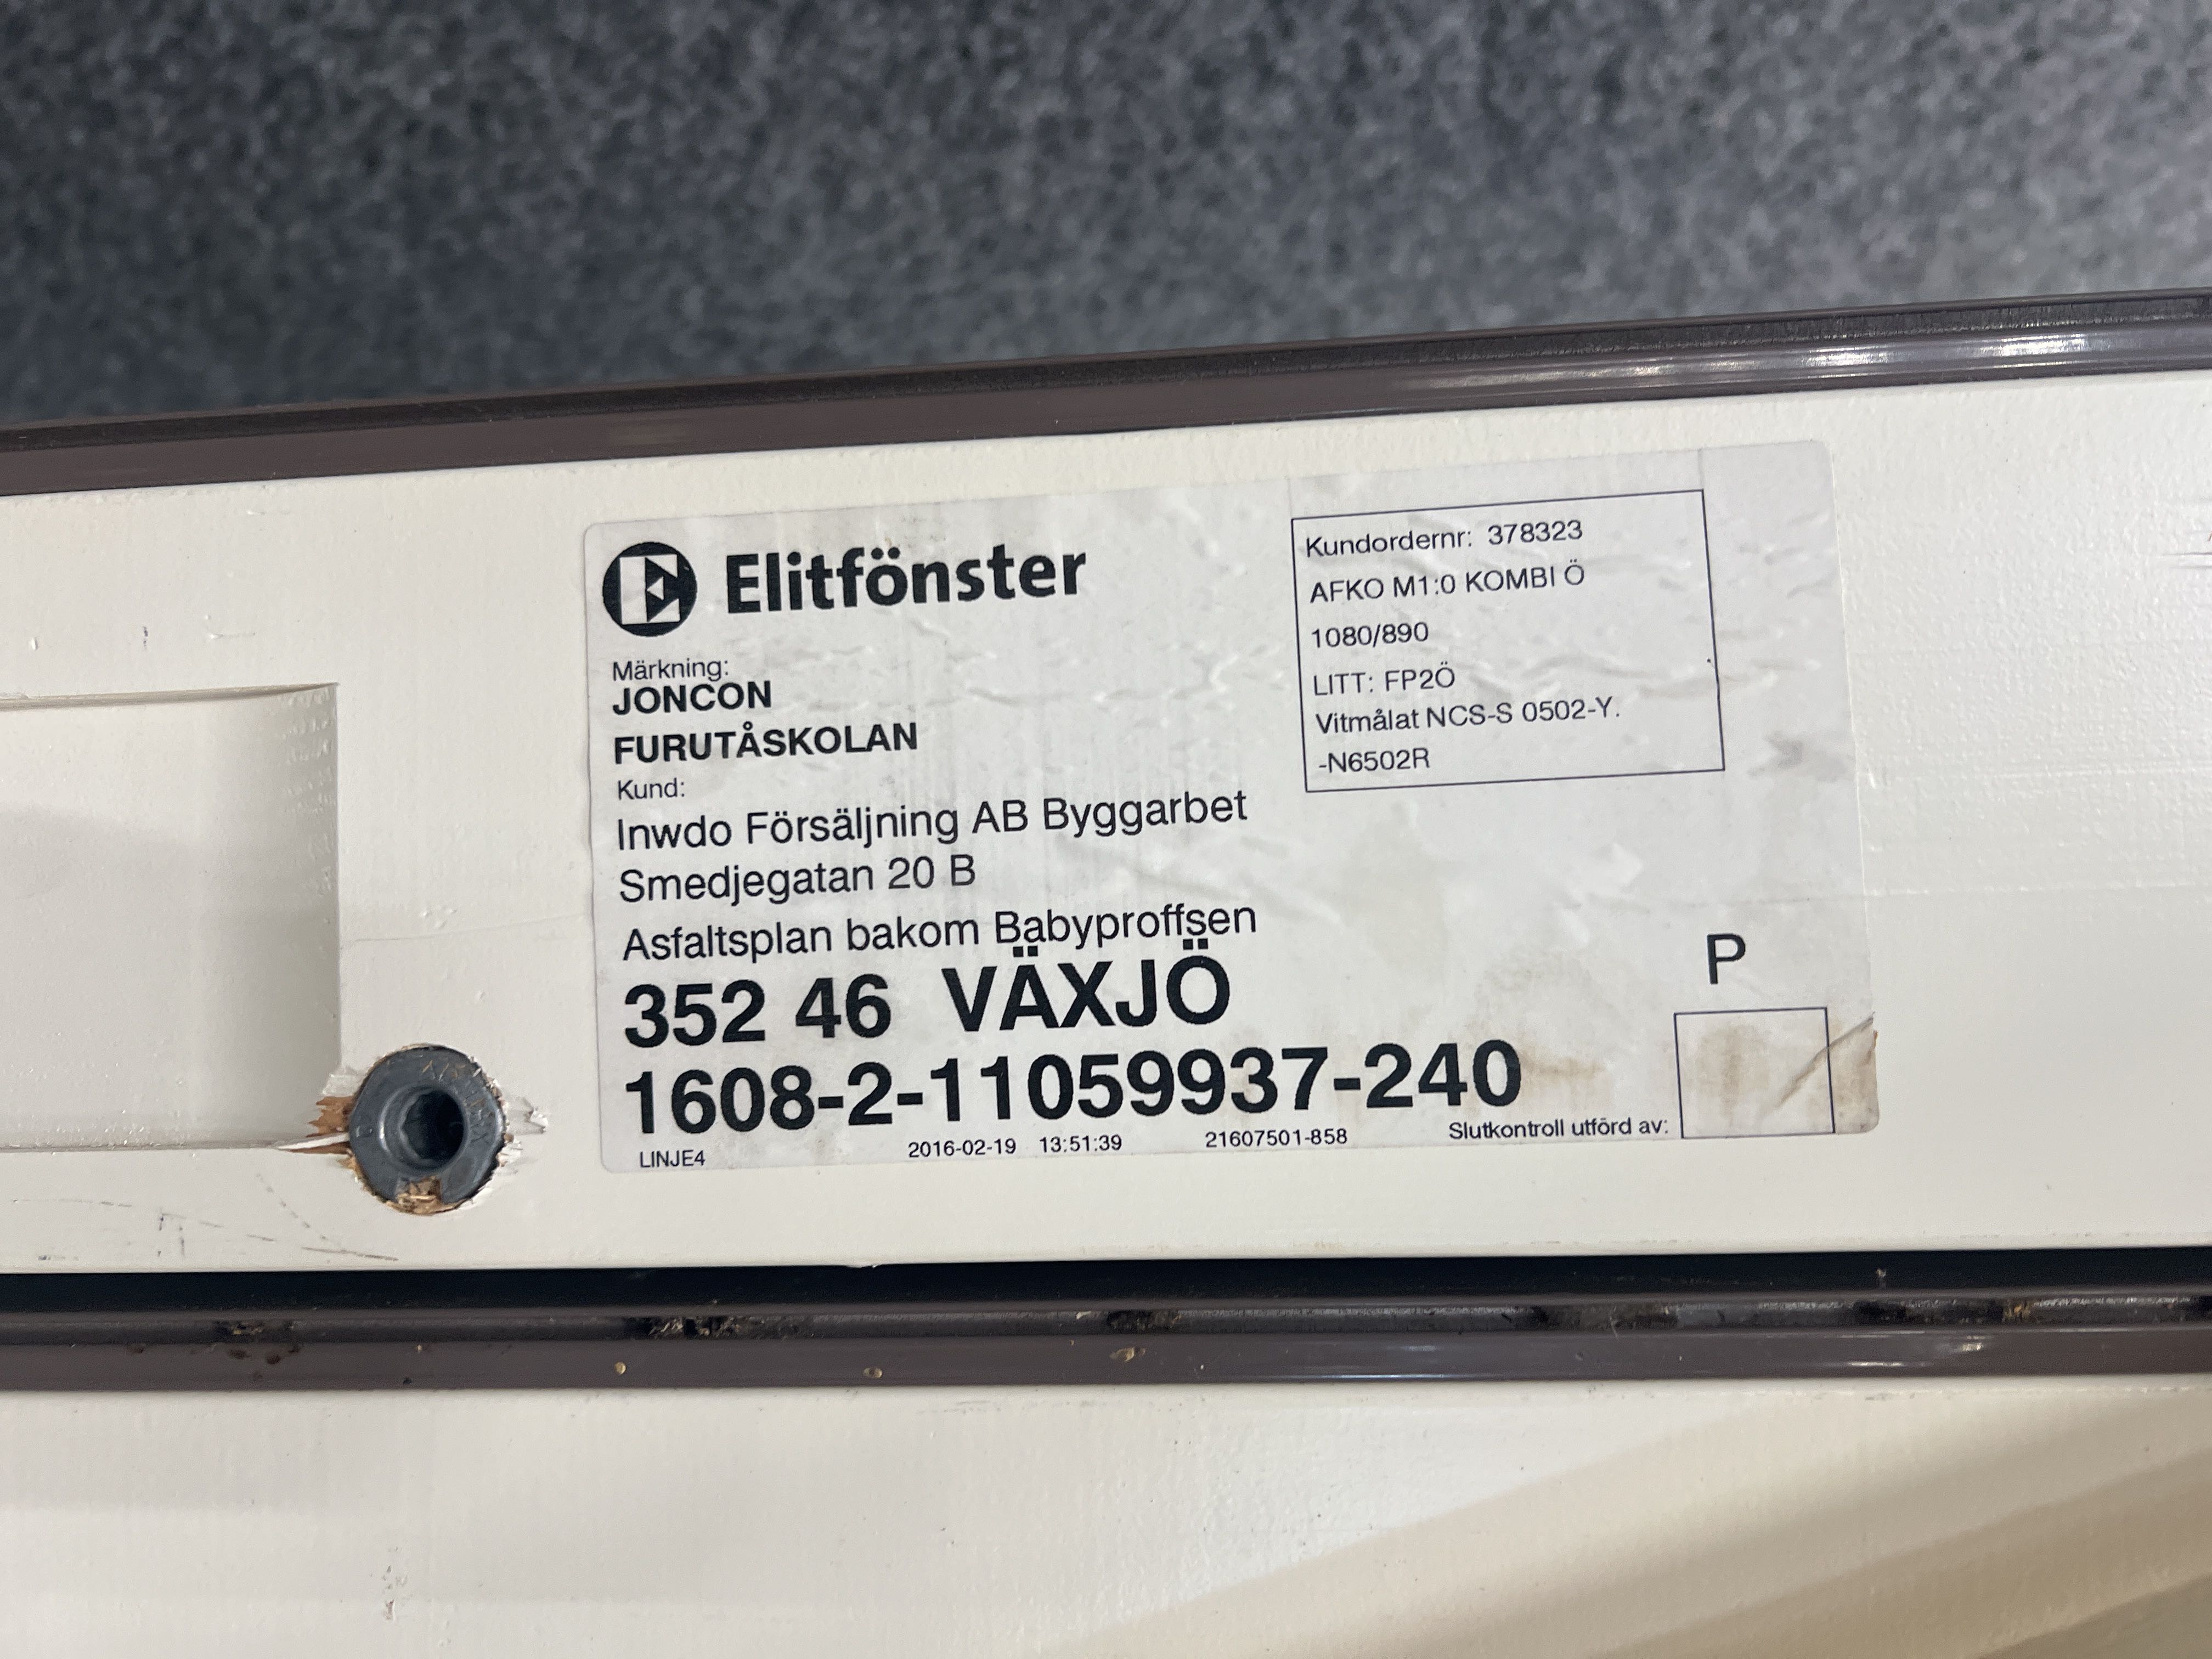 Elitfönster
Märkning:
JONCON
FURUTÅSKOLAN
Kund:
Inwdo Försäljning AB Byggarbet
Smedjegatan 20 B
Asfaltsplan bakom Babyproffsen
352 46 VÄXJÖ
1608-2-11059937-240
LINJE4 2016-02-19 13:51:39 21607501-858 Slutkontroll utförd av:
Kundordernr: 378323
AFKO M1:0 KOMBI Ö
1080/890
LITT: FP2Ö
Vitmålat NCS-S 0502-Y.
-N6502R
P